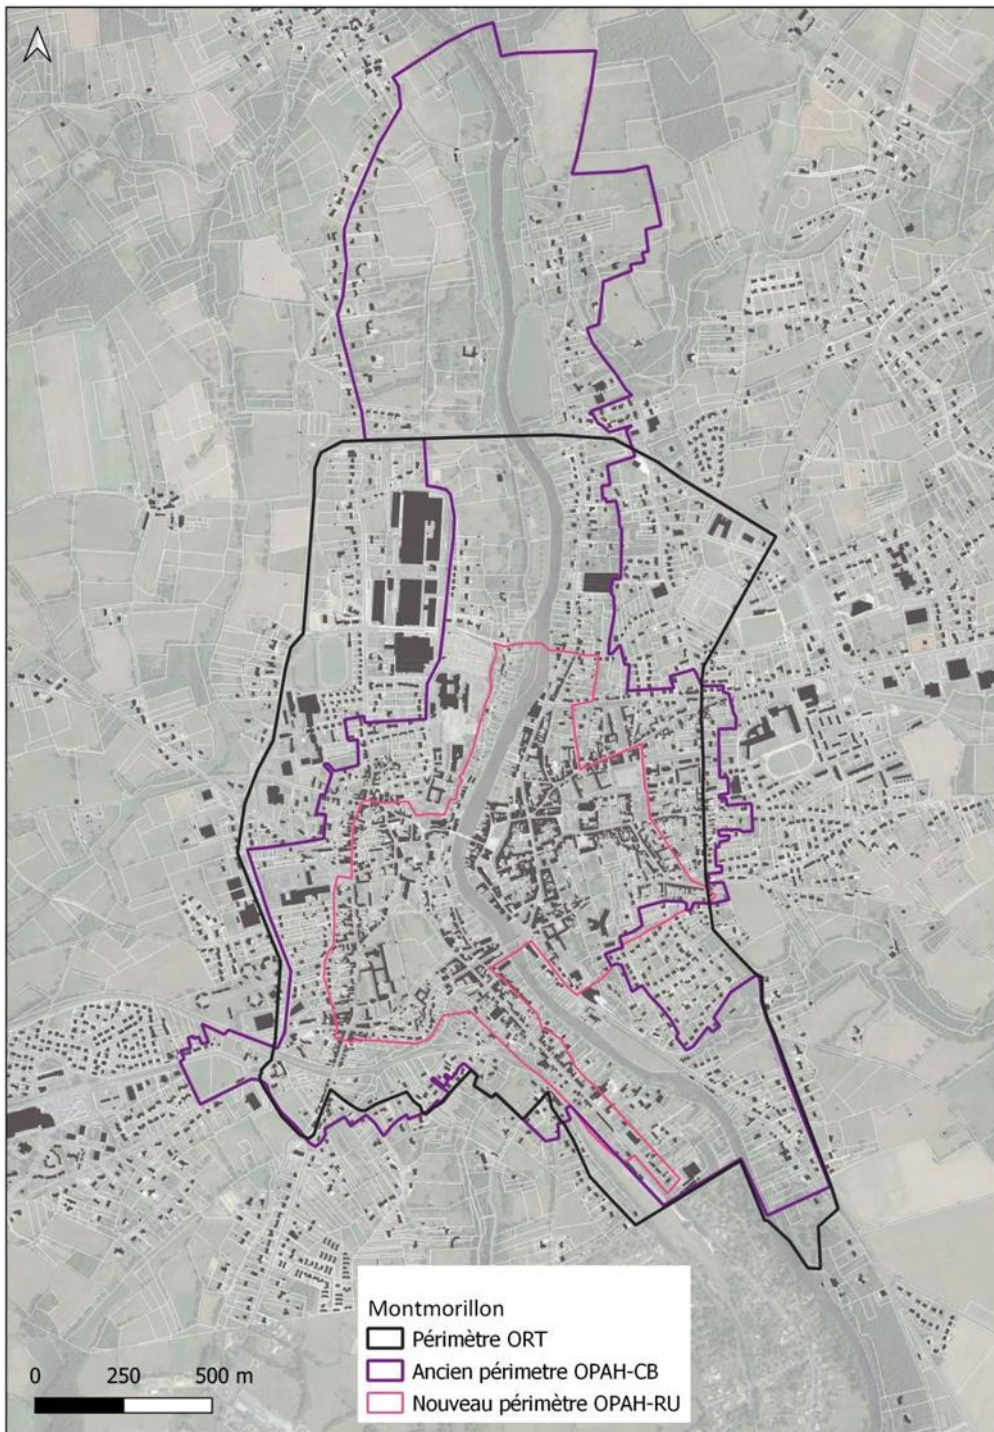 Montmorillon
Périmètre ORT
Ancien périmetre OPAH-CB
Nouveau périmètre OPAH-RU
0 250 500 m